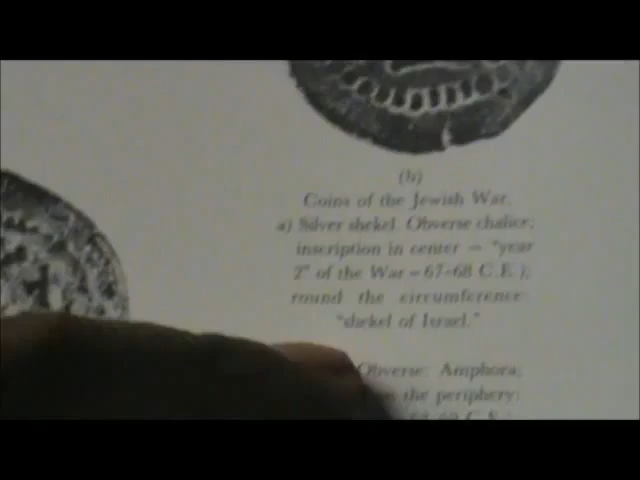 (b)
Coins of the Jewish War.
a) Silver shekel. Obverse chalice;
inscription in center — "year
2" of the War = 67-68 C.E.);
round the circumference
"shekel of Israel."
Obverse: Amphora;
the periphery:
C.E.